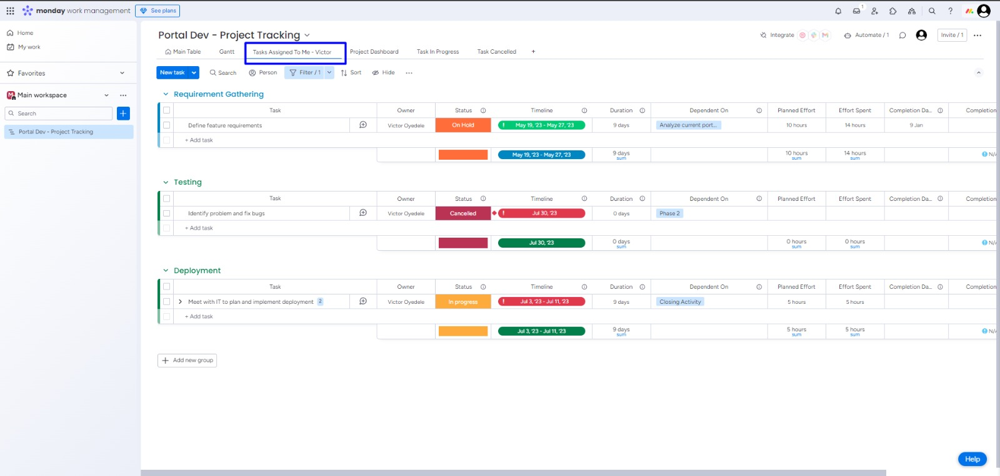 monday work management See plans 1
Home
My work
Favorites
M Main workspace
Search
Portal Dev - Project Tracking
Portal Dev - Project Tracking Integrate Automate / 1 Invite / 1
Main Table Gantt Tasks Assigned To Me - Victor Project Dashboard Task In Progress Task Cancelled +
New task Search Person Filter / 1 Sort Hide
Requirement Gathering
Task Owner Status Timeline Duration Dependent On Planned Effort Effort Spent Completion Da... Completion
Define feature requirements Victor Oyedele On Hold ! May 19, '23 - May 27, '23 9 days Analyze current port... 10 hours 14 hours 9 Jan
+ Add task
May 19, '23 - May 27, '23 9 days 10 hours 14 hours N/
sum sum sum
Testing
Task Owner Status Timeline Duration Dependent On Planned Effort Effort Spent Completion Da... Completion
Identify problem and fix bugs Victor Oyedele Cancelled ! Jul 30, '23 0 days Phase 2
+ Add task
Jul 30, '23 0 days 0 hours 0 hours N/
sum sum sum
Deployment
Task Owner Status Timeline Duration Dependent On Planned Effort Effort Spent Completion Da... Completion
Meet with IT to plan and implement deployment 2 Victor Oyedele In progress ! Jul 3, '23 - Jul 11, '23 9 days Closing Activity 5 hours 5 hours
+ Add task
Jul 3, '23 - Jul 11, '23 9 days 5 hours 5 hours N/
sum sum sum
+ Add new group
Help